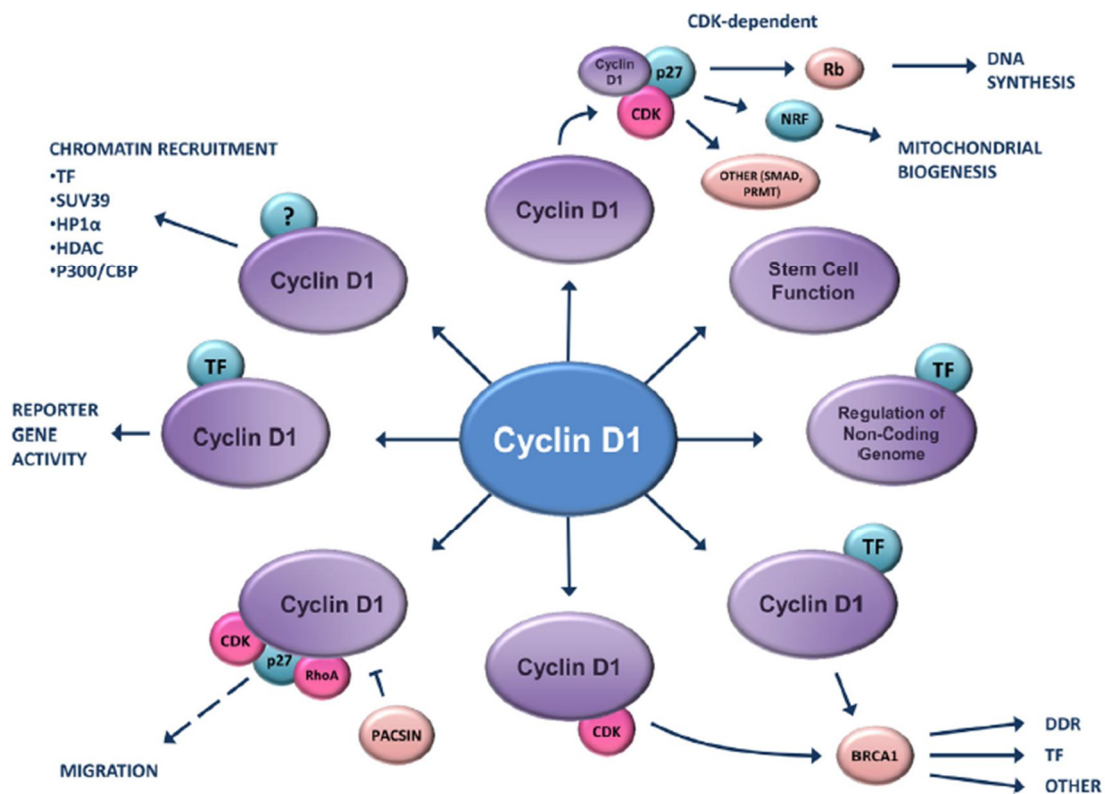 CDK-dependent
Cyclin
D1
p27
CDK
Rb
DNA
SYNTHESIS
NRF
MITOCHONDRIAL
BIOGENESIS
OTHER (SMAD,
PRMT)
Cyclin D1
CHROMATIN RECRUITMENT
•TF
•SUV39
•HP1α
•HDAC
•P300/CBP
?
Cyclin D1
Stem Cell
Function
TF
Cyclin D1
REPORTER
GENE
ACTIVITY
Cyclin D1
TF
Regulation of
Non-Coding
Genome
TF
Cyclin D1
Cyclin D1
CDK
p27
RhoA
PACSIN
MIGRATION
Cyclin D1
CDK
BRCA1
DDR
TF
OTHER